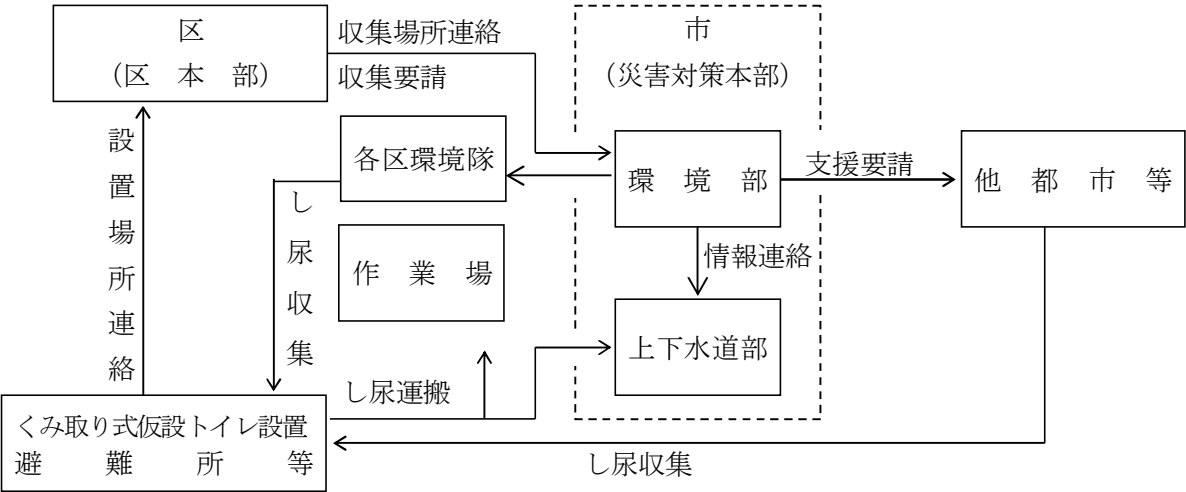 区
（区　本　部）
収集場所連絡
収集要請
市
（災害対策本部）
設置場所連絡
各区環境隊
環　境　部
支援要請
他　都　市　等
し尿収集
作　業　場
情報連絡
上下水道部
し尿運搬
くみ取り式仮設トイレ設置
避　難　所　等
し尿収集